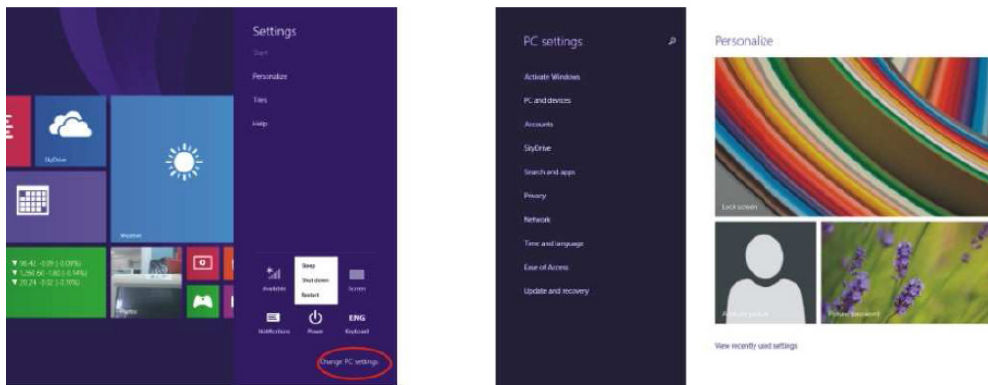 Settings
Start
Personalize
Tiles
Help
SkyDrive
Weather
Photos
Available
Sleep
Shut down
Restart
Screen
Notifications
Power
ENG
Keyboard
Change PC settings
PC settings
Activate Windows
PC and devices
Accounts
SkyDrive
Search and apps
Privacy
Network
Time and language
Ease of Access
Update and recovery
Personalize
Lock screen
Account picture
Picture password
View recently used settings